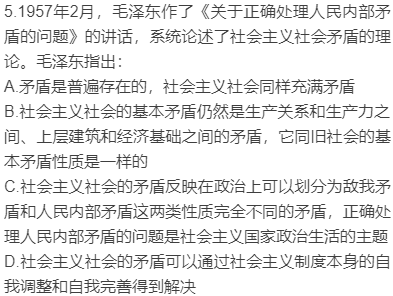 5.1957年2月，毛泽东作了《关于正确处理人民内部矛
盾的问题》的讲话，系统论述了社会主义社会矛盾的理
论。毛泽东指出：
A.矛盾是普遍存在的，社会主义社会同样充满矛盾
B.社会主义社会的基本矛盾仍然是生产关系和生产力之
间、上层建筑和经济基础之间的矛盾，它同旧社会的基
本矛盾性质是一样的
C.社会主义社会的矛盾反映在政治上可以划分为敌我矛
盾和人民内部矛盾这两类性质完全不同的矛盾，正确处
理人民内部矛盾的问题是社会主义国家政治生活的主题
D.社会主义社会的矛盾可以通过社会主义制度本身的自
我调整和自我完善得到解决